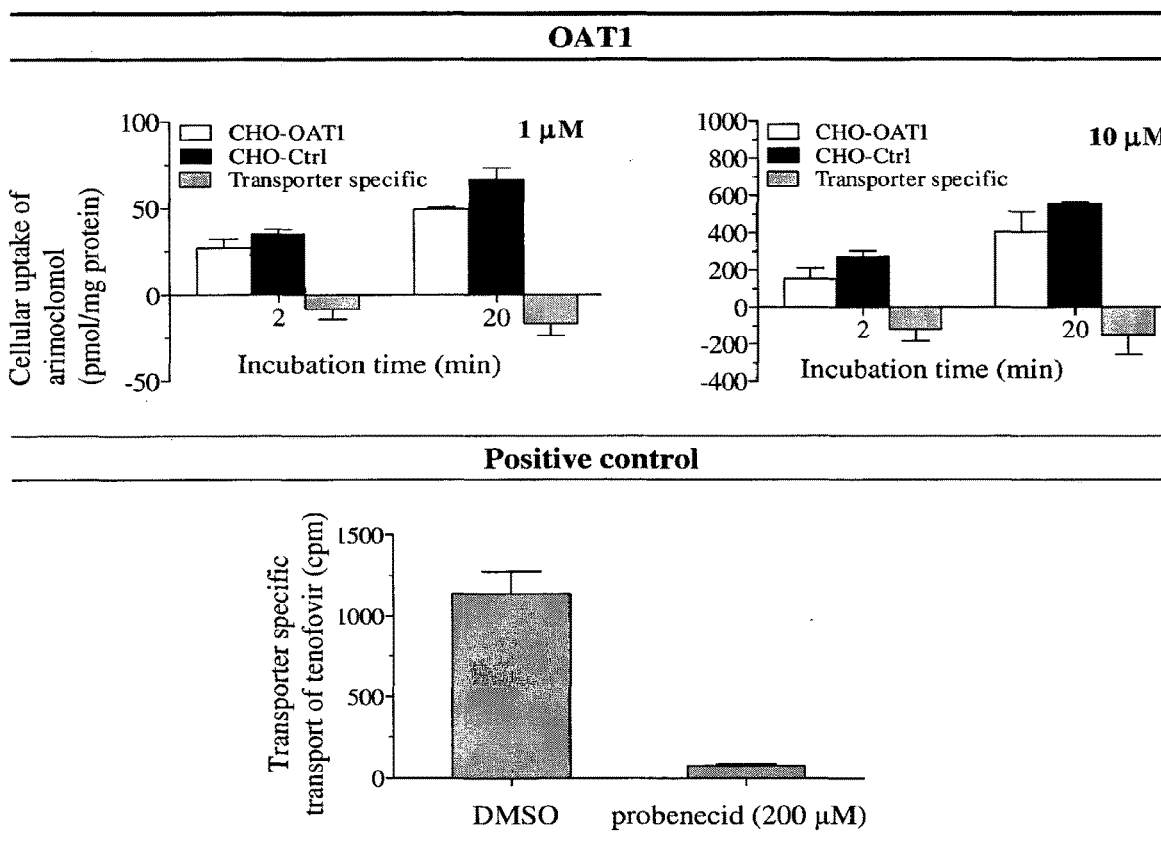 OAT1
100
50
0
-50
CHO-OAT1
CHO-Ctrl
Transporter specific
1 μM
2
20
Incubation time (min)
Cellular uptake of
arimoclomol
(pmol/mg protein)
1000
800
600
400
200
0
-200
-400
CHO-OAT1
CHO-Ctrl
Transporter specific
10 μM
2
20
Incubation time (min)
Positive control
1500
1000
500
0
Transporter specific
transport of tenofovir (cpm)
DMSO
probenecid (200 μM)